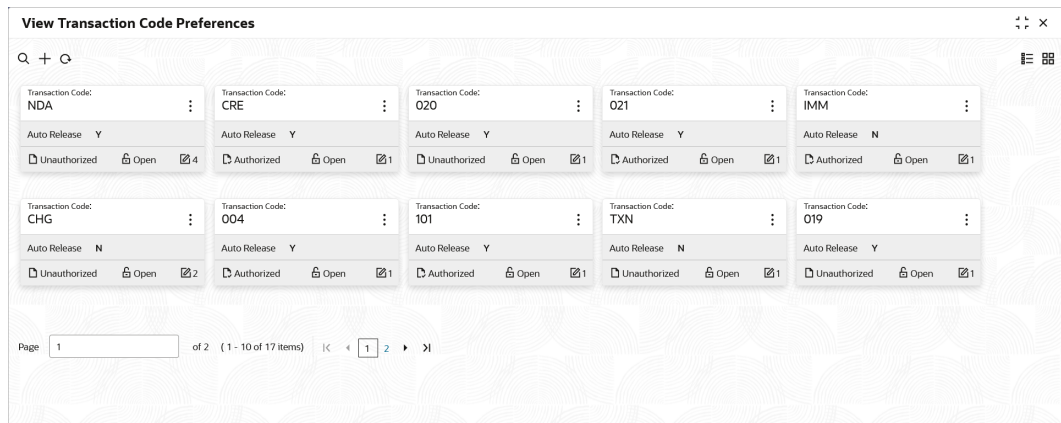 View Transaction Code Preferences
Transaction Code: Transaction Code: Transaction Code: Transaction Code: Transaction Code:
NDA CRE 020 021 IMM
Auto Release Y Auto Release Y Auto Release Y Auto Release Y Auto Release N
Unauthorized Open 4 Authorized Open 1 Unauthorized Open 1 Authorized Open 1 Authorized Open 1
Transaction Code: Transaction Code: Transaction Code: Transaction Code: Transaction Code:
CHG 004 101 TXN 019
Auto Release N Auto Release Y Auto Release Y Auto Release N Auto Release Y
Unauthorized Open 2 Authorized Open 1 Authorized Open 1 Unauthorized Open 1 Unauthorized Open 1
Page 1 of 2 ( 1 - 10 of 17 items) 1 2